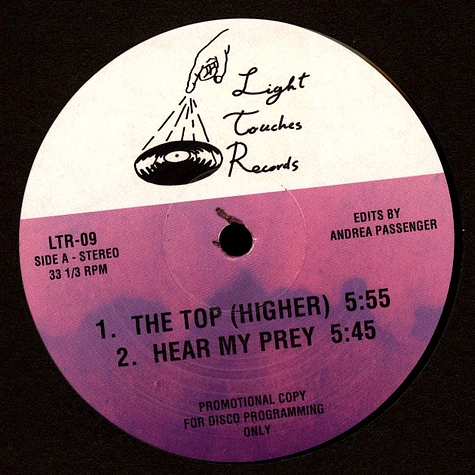 Light
Touches
Records
LTR-09
SIDE A - STEREO
33 1/3 RPM
EDITS BY
ANDREA PASSENGER
1. THE TOP (HIGHER) 5:55
2. HEAR MY PREY 5:45
PROMOTIONAL COPY
FOR DISCO PROGRAMMING
ONLY